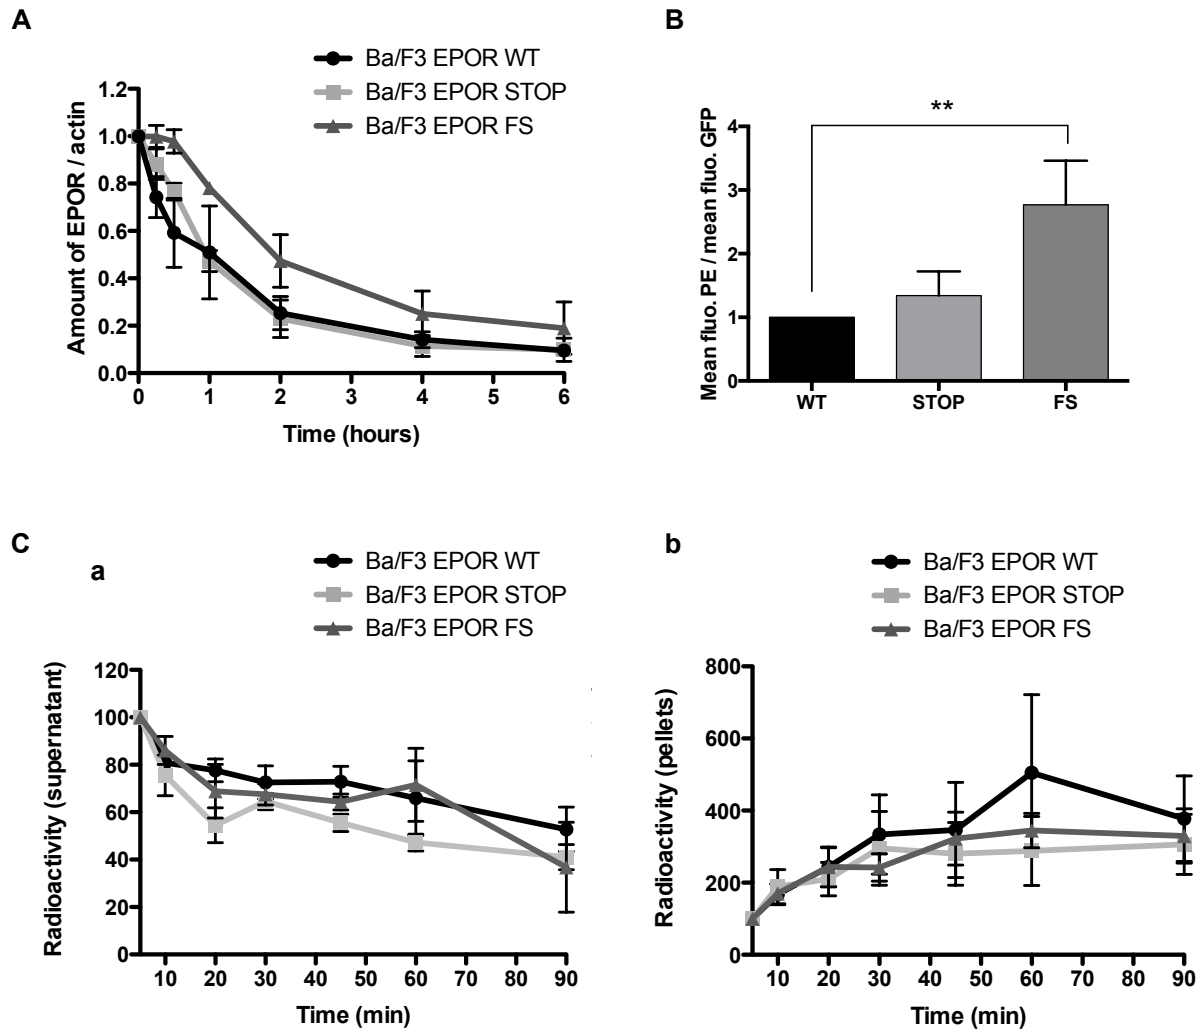 A
Ba/F3 EPOR WT
Ba/F3 EPOR STOP
Ba/F3 EPOR FS
Amount of EPOR / actin
1.2
1.0
0.8
0.6
0.4
0.2
0.0
0 1 2 3 4 5 6
Time (hours)
B
**
Mean fluo. PE / mean fluo. GFP
4
3
2
1
0
WT STOP FS
C
a
Ba/F3 EPOR WT
Ba/F3 EPOR STOP
Ba/F3 EPOR FS
Radioactivity (supernatant)
120
100
80
60
40
20
0
10 20 30 40 50 60 70 80 90
Time (min)
b
Ba/F3 EPOR WT
Ba/F3 EPOR STOP
Ba/F3 EPOR FS
Radioactivity (pellets)
800
600
400
200
0
10 20 30 40 50 60 70 80 90
Time (min)